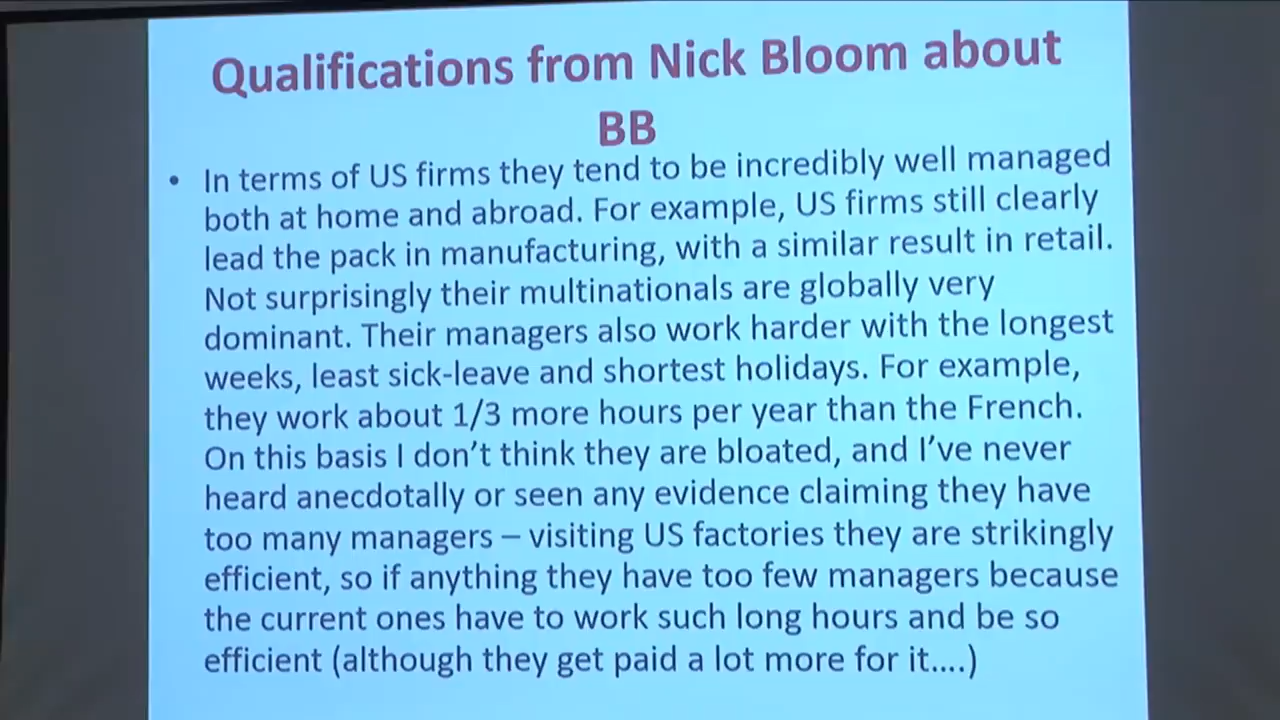 Qualifications from Nick Bloom about
BB
• In terms of US firms they tend to be incredibly well managed
both at home and abroad. For example, US firms still clearly
lead the pack in manufacturing, with a similar result in retail.
Not surprisingly their multinationals are globally very
dominant. Their managers also work harder with the longest
weeks, least sick-leave and shortest holidays. For example,
they work about 1/3 more hours per year than the French.
On this basis I don’t think they are bloated, and I’ve never
heard anecdotally or seen any evidence claiming they have
too many managers – visiting US factories they are strikingly
efficient, so if anything they have too few managers because
the current ones have to work such long hours and be so
efficient (although they get paid a lot more for it….)